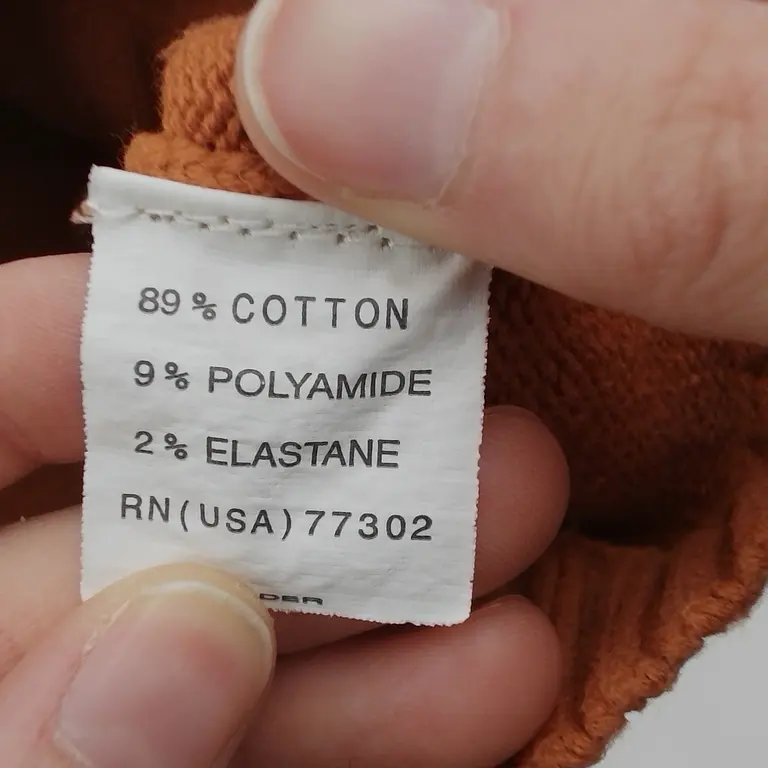 89% COTTON
9% POLYAMIDE
2% ELASTANE
RN(USA)77302